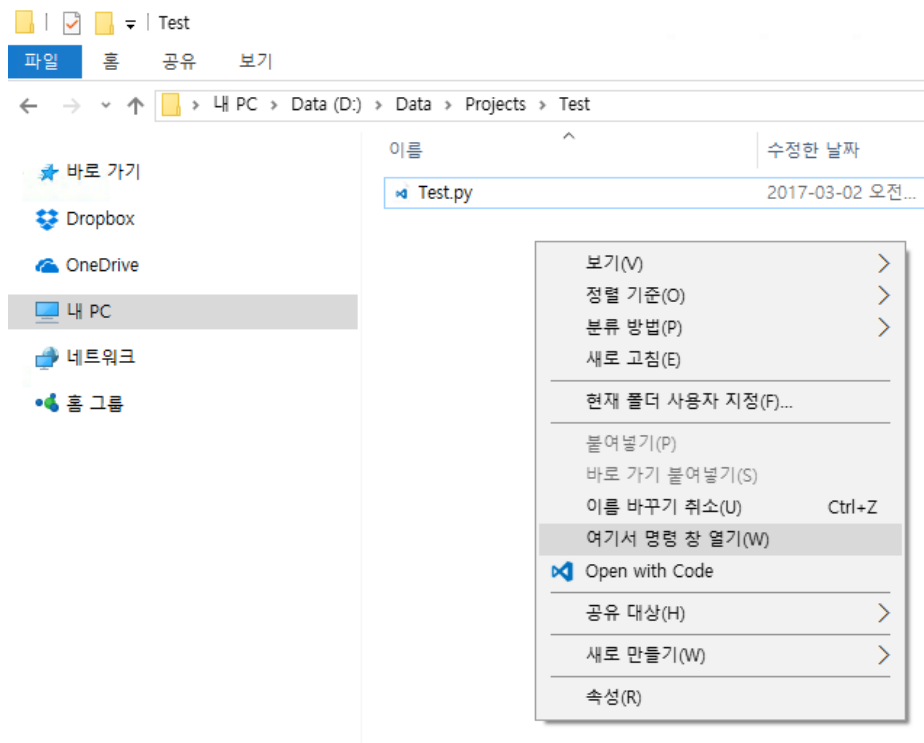 Test
파일 홈 공유 보기
내 PC > Data (D:) > Data > Projects > Test
이름 수정한 날짜
바로 가기
Test.py 2017-03-02 오전...
Dropbox
OneDrive
내 PC
네트워크
홈 그룹
보기(V)
정렬 기준(O)
분류 방법(P)
새로 고침(E)
현재 폴더 사용자 지정(F)...
붙여넣기(P)
바로 가기 붙여넣기(S)
이름 바꾸기 취소(U) Ctrl+Z
여기서 명령 창 열기(W)
Open with Code
공유 대상(H)
새로 만들기(W)
속성(R)